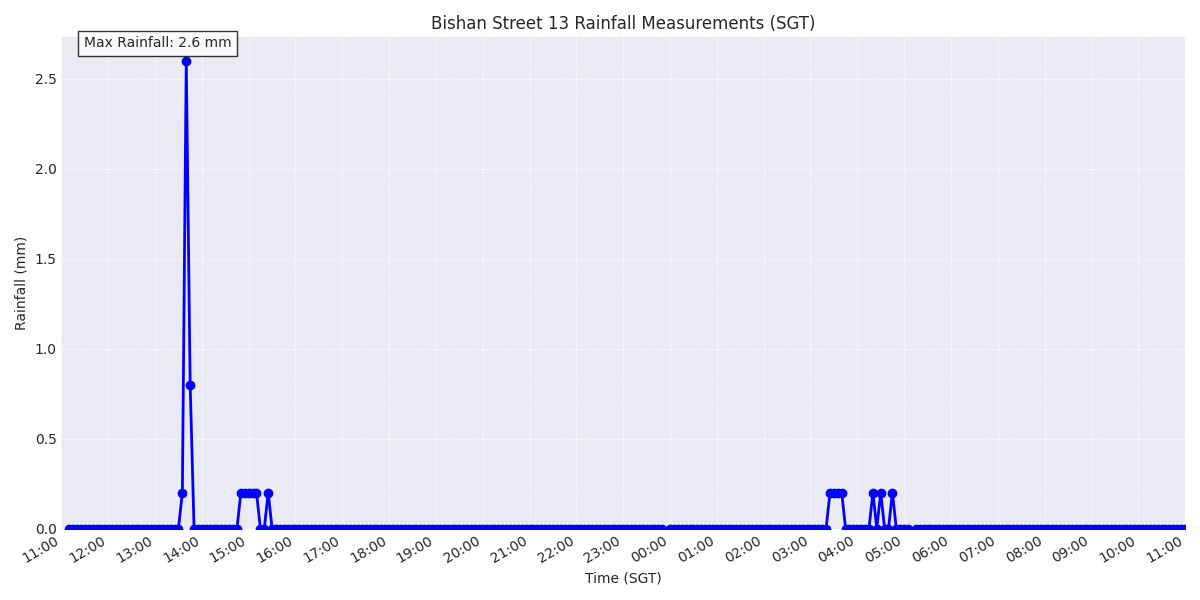 Bishan Street 13 Rainfall Measurements (SGT)
Max Rainfall: 2.6 mm
2.5
2.0
1.5
1.0
0.5
0.0
Rainfall (mm)
11:00 12:00 13:00 14:00 15:00 16:00 17:00 18:00 19:00 20:00 21:00 22:00 23:00 00:00 01:00 02:00 03:00 04:00 05:00 06:00 07:00 08:00 09:00 10:00 11:00
Time (SGT)